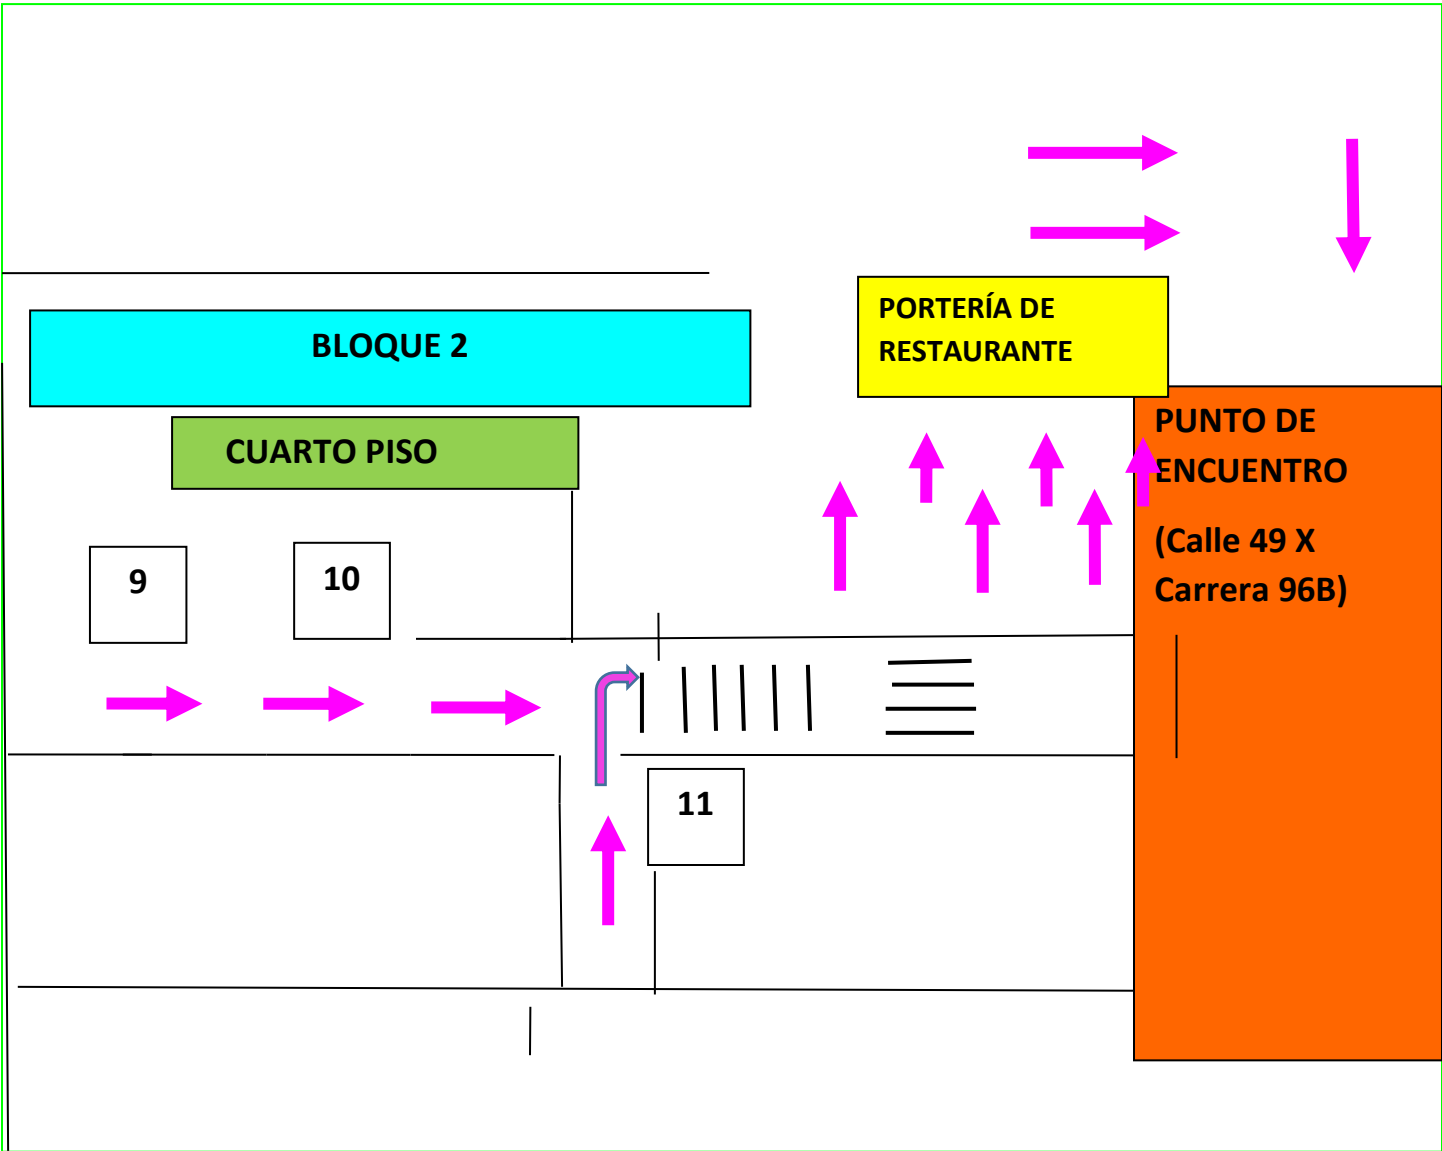 BLOQUE 2
PORTERÍA DE
RESTAURANTE
CUARTO PISO
PUNTO DE
ENCUENTRO
(Calle 49 X
Carrera 96B)
9
10
11